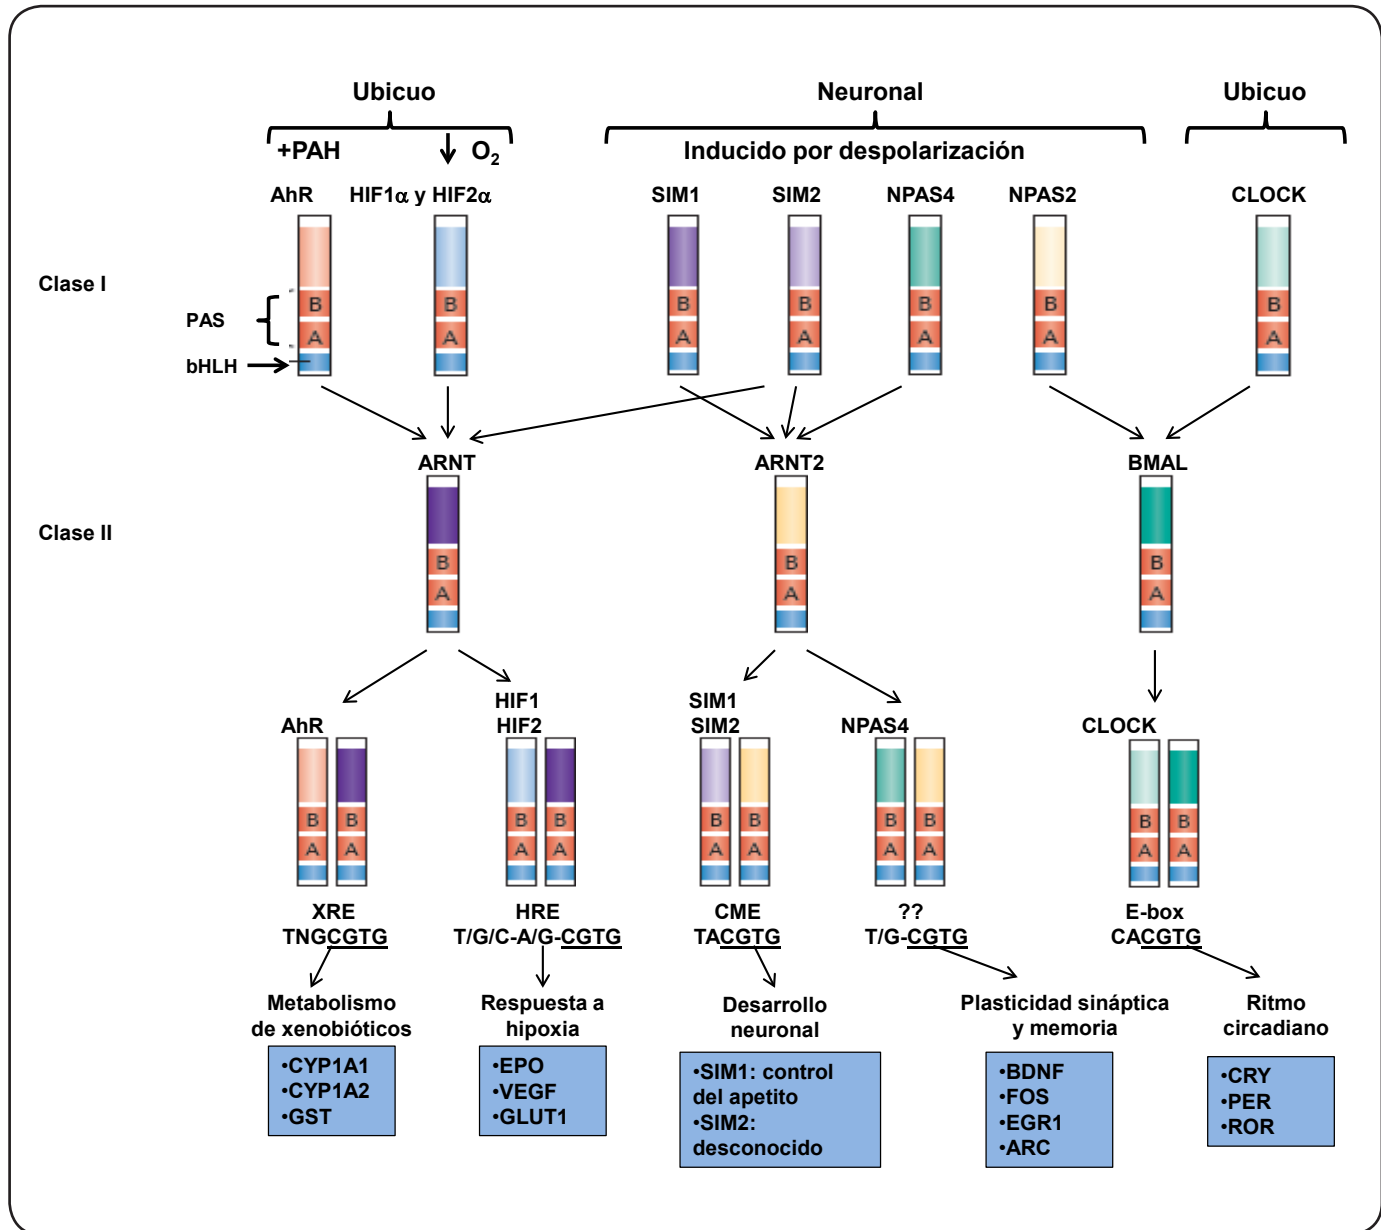 Ubicuo
Neuronal
Ubicuo
+PAH
O2
Inducido por despolarización
AhR
HIF1α y HIF2α
SIM1
SIM2
NPAS4
NPAS2
CLOCK
Clase I
PAS
bHLH
B
A
B
A
B
A
B
A
B
A
B
A
B
A
ARNT
ARNT2
BMAL
Clase II
B
A
B
A
B
A
AhR
HIF1
HIF2
SIM1
SIM2
NPAS4
CLOCK
B B
A A
B B
A A
B B
A A
B B
A A
B B
A A
XRE
TNGCGTG
HRE
T/G/C-A/G-CGTG
CME
TACGTG
??
T/G-CGTG
E-box
CACGTG
Metabolismo
de xenobióticos
•CYP1A1
•CYP1A2
•GST
Respuesta a
hipoxia
•EPO
•VEGF
•GLUT1
Desarrollo
neuronal
•SIM1: control
del apetito
•SIM2:
desconocido
Plasticidad sináptica
y memoria
•BDNF
•FOS
•EGR1
•ARC
Ritmo
circadiano
•CRY
•PER
•ROR